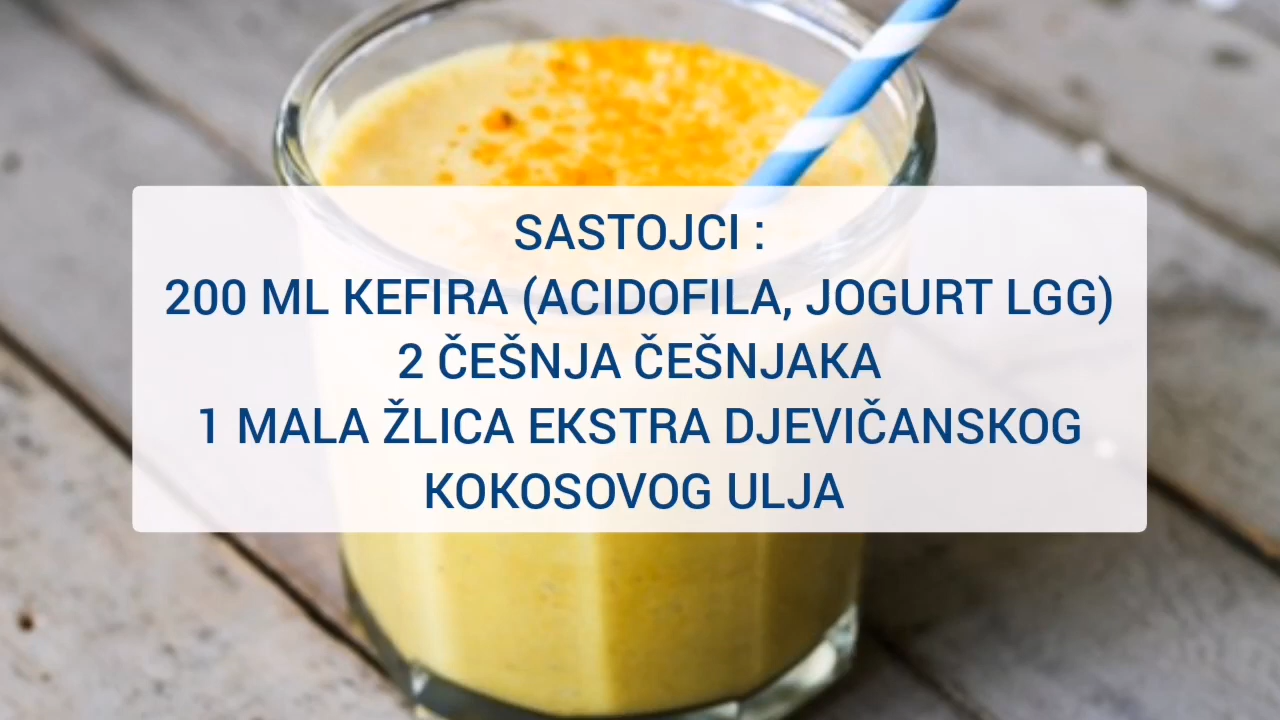 SASTOJCI :
200 ML KEFIRA (ACIDOFILA, JOGURT LGG)
2 ČEŠNJA ČEŠNJAKA
1 MALA ŽLICA EKSTRA DJEVIČANSKOG
KOKOSOVOG ULJA